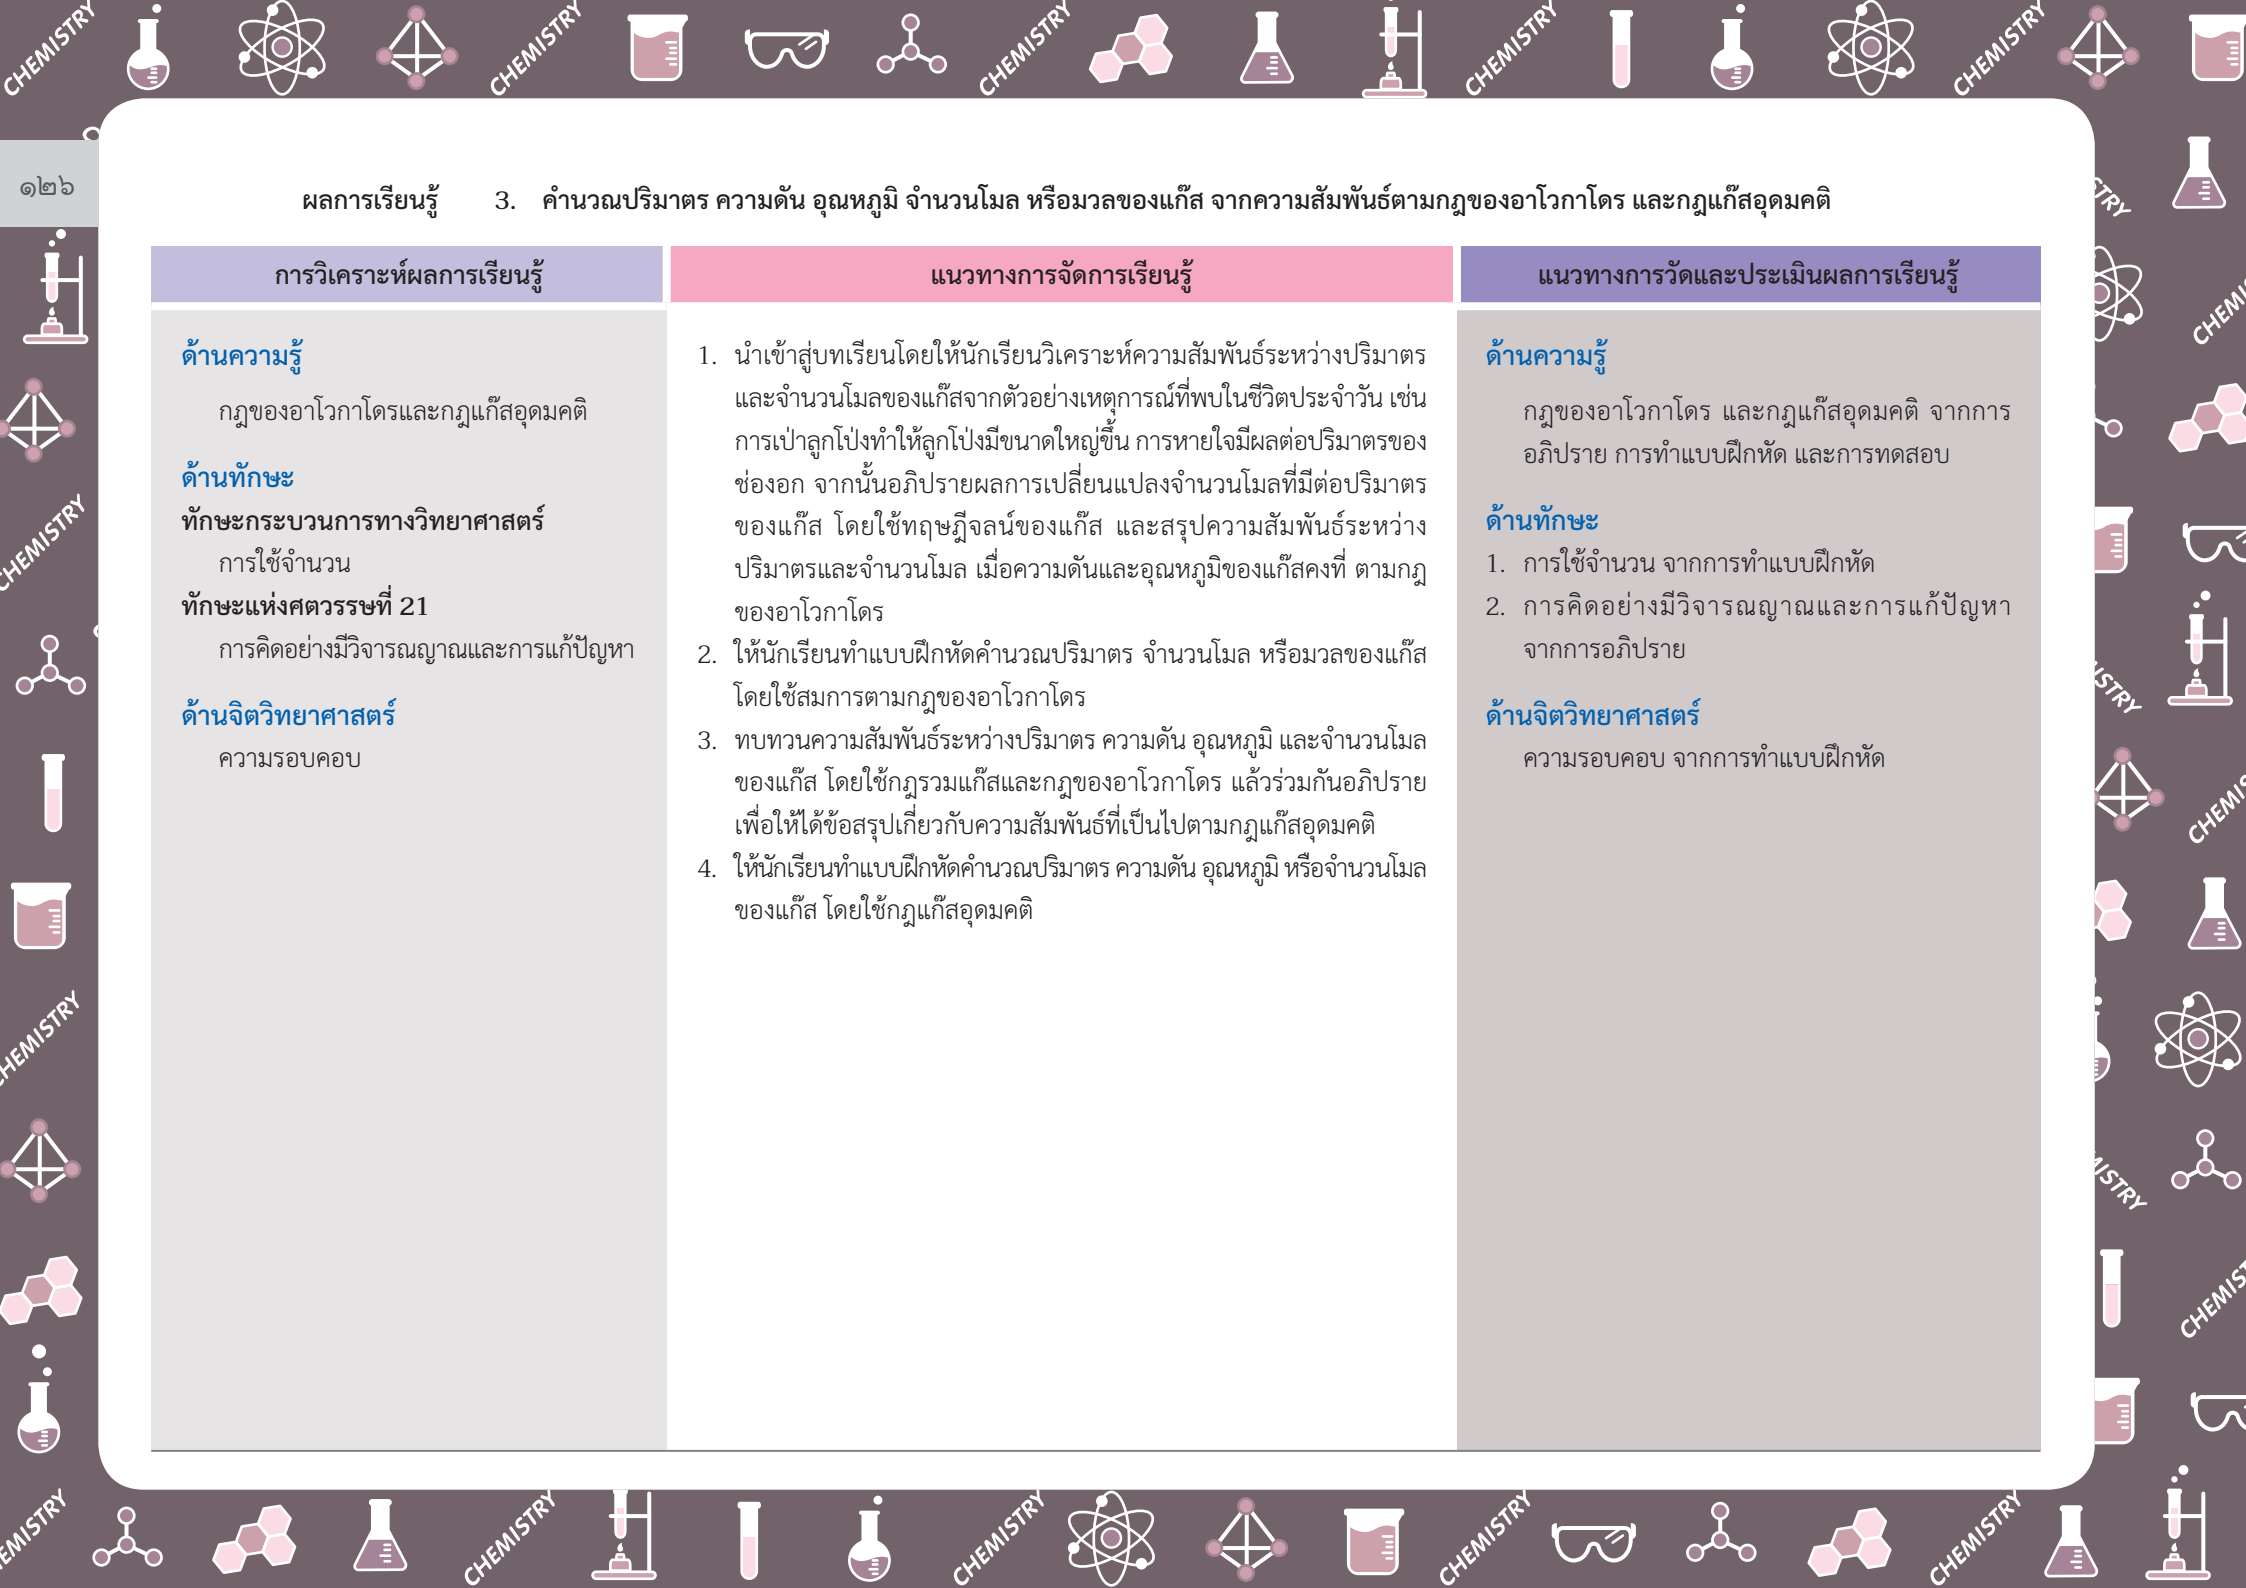 CHEMISTRY CHEMISTRY CHEMISTRY CHEMISTRY CHEMISTRY
๑๒๖
ผลการเรียนรู้ 3. คำนวณปริมาตร ความดัน อุณหภูมิ จำนวนโมล หรือมวลของแก๊ส จากความสัมพันธ์ตามกฎของอาโวกาโดร และกฎแก๊สอุดมคติ
การวิเคราะห์ผลการเรียนรู้
ด้านความรู้
กฎของอาโวกาโดรและกฎแก๊สอุดมคติ
ด้านทักษะ
ทักษะกระบวนการทางวิทยาศาสตร์
การใช้จำนวน
ทักษะแห่งศตวรรษที่ 21
การคิดอย่างมีวิจารณญาณและการแก้ปัญหา
ด้านจิตวิทยาศาสตร์
ความรอบคอบ
แนวทางการจัดการเรียนรู้
1. นำเข้าสู่บทเรียนโดยให้นักเรียนวิเคราะห์ความสัมพันธ์ระหว่างปริมาตร
และจำนวนโมลของแก๊สจากตัวอย่างเหตุการณ์ที่พบในชีวิตประจำวัน เช่น
การเป่าลูกโป่งทำให้ลูกโป่งมีขนาดใหญ่ขึ้น การหายใจมีผลต่อปริมาตรของ
ช่องอก จากนั้นอภิปรายผลการเปลี่ยนแปลงจำนวนโมลที่มีต่อปริมาตร
ของแก๊ส โดยใช้ทฤษฎีจลน์ของแก๊ส และสรุปความสัมพันธ์ระหว่าง
ปริมาตรและจำนวนโมล เมื่อความดันและอุณหภูมิของแก๊สคงที่ ตามกฎ
ของอาโวกาโดร
2. ให้นักเรียนทำแบบฝึกหัดคำนวณปริมาตร จำนวนโมล หรือมวลของแก๊ส
โดยใช้สมการตามกฎของอาโวกาโดร
3. ทบทวนความสัมพันธ์ระหว่างปริมาตร ความดัน อุณหภูมิ และจำนวนโมล
ของแก๊ส โดยใช้กฎรวมแก๊สและกฎของอาโวกาโดร แล้วร่วมกันอภิปราย
เพื่อให้ได้ข้อสรุปเกี่ยวกับความสัมพันธ์ที่เป็นไปตามกฎแก๊สอุดมคติ
4. ให้นักเรียนทำแบบฝึกหัดคำนวณปริมาตร ความดัน อุณหภูมิ หรือจำนวนโมล
ของแก๊ส โดยใช้กฎแก๊สอุดมคติ
แนวทางการวัดและประเมินผลการเรียนรู้
ด้านความรู้
กฎของอาโวกาโดร และกฎแก๊สอุดมคติ จากการ
อภิปราย การทำแบบฝึกหัด และการทดสอบ
ด้านทักษะ
1. การใช้จำนวน จากการทำแบบฝึกหัด
2. การคิดอย่างมีวิจารณญาณและการแก้ปัญหา
จากการอภิปราย
ด้านจิตวิทยาศาสตร์
ความรอบคอบ จากการทำแบบฝึกหัด
CHEMISTRY CHEMISTRY CHEMISTRY CHEMISTRY